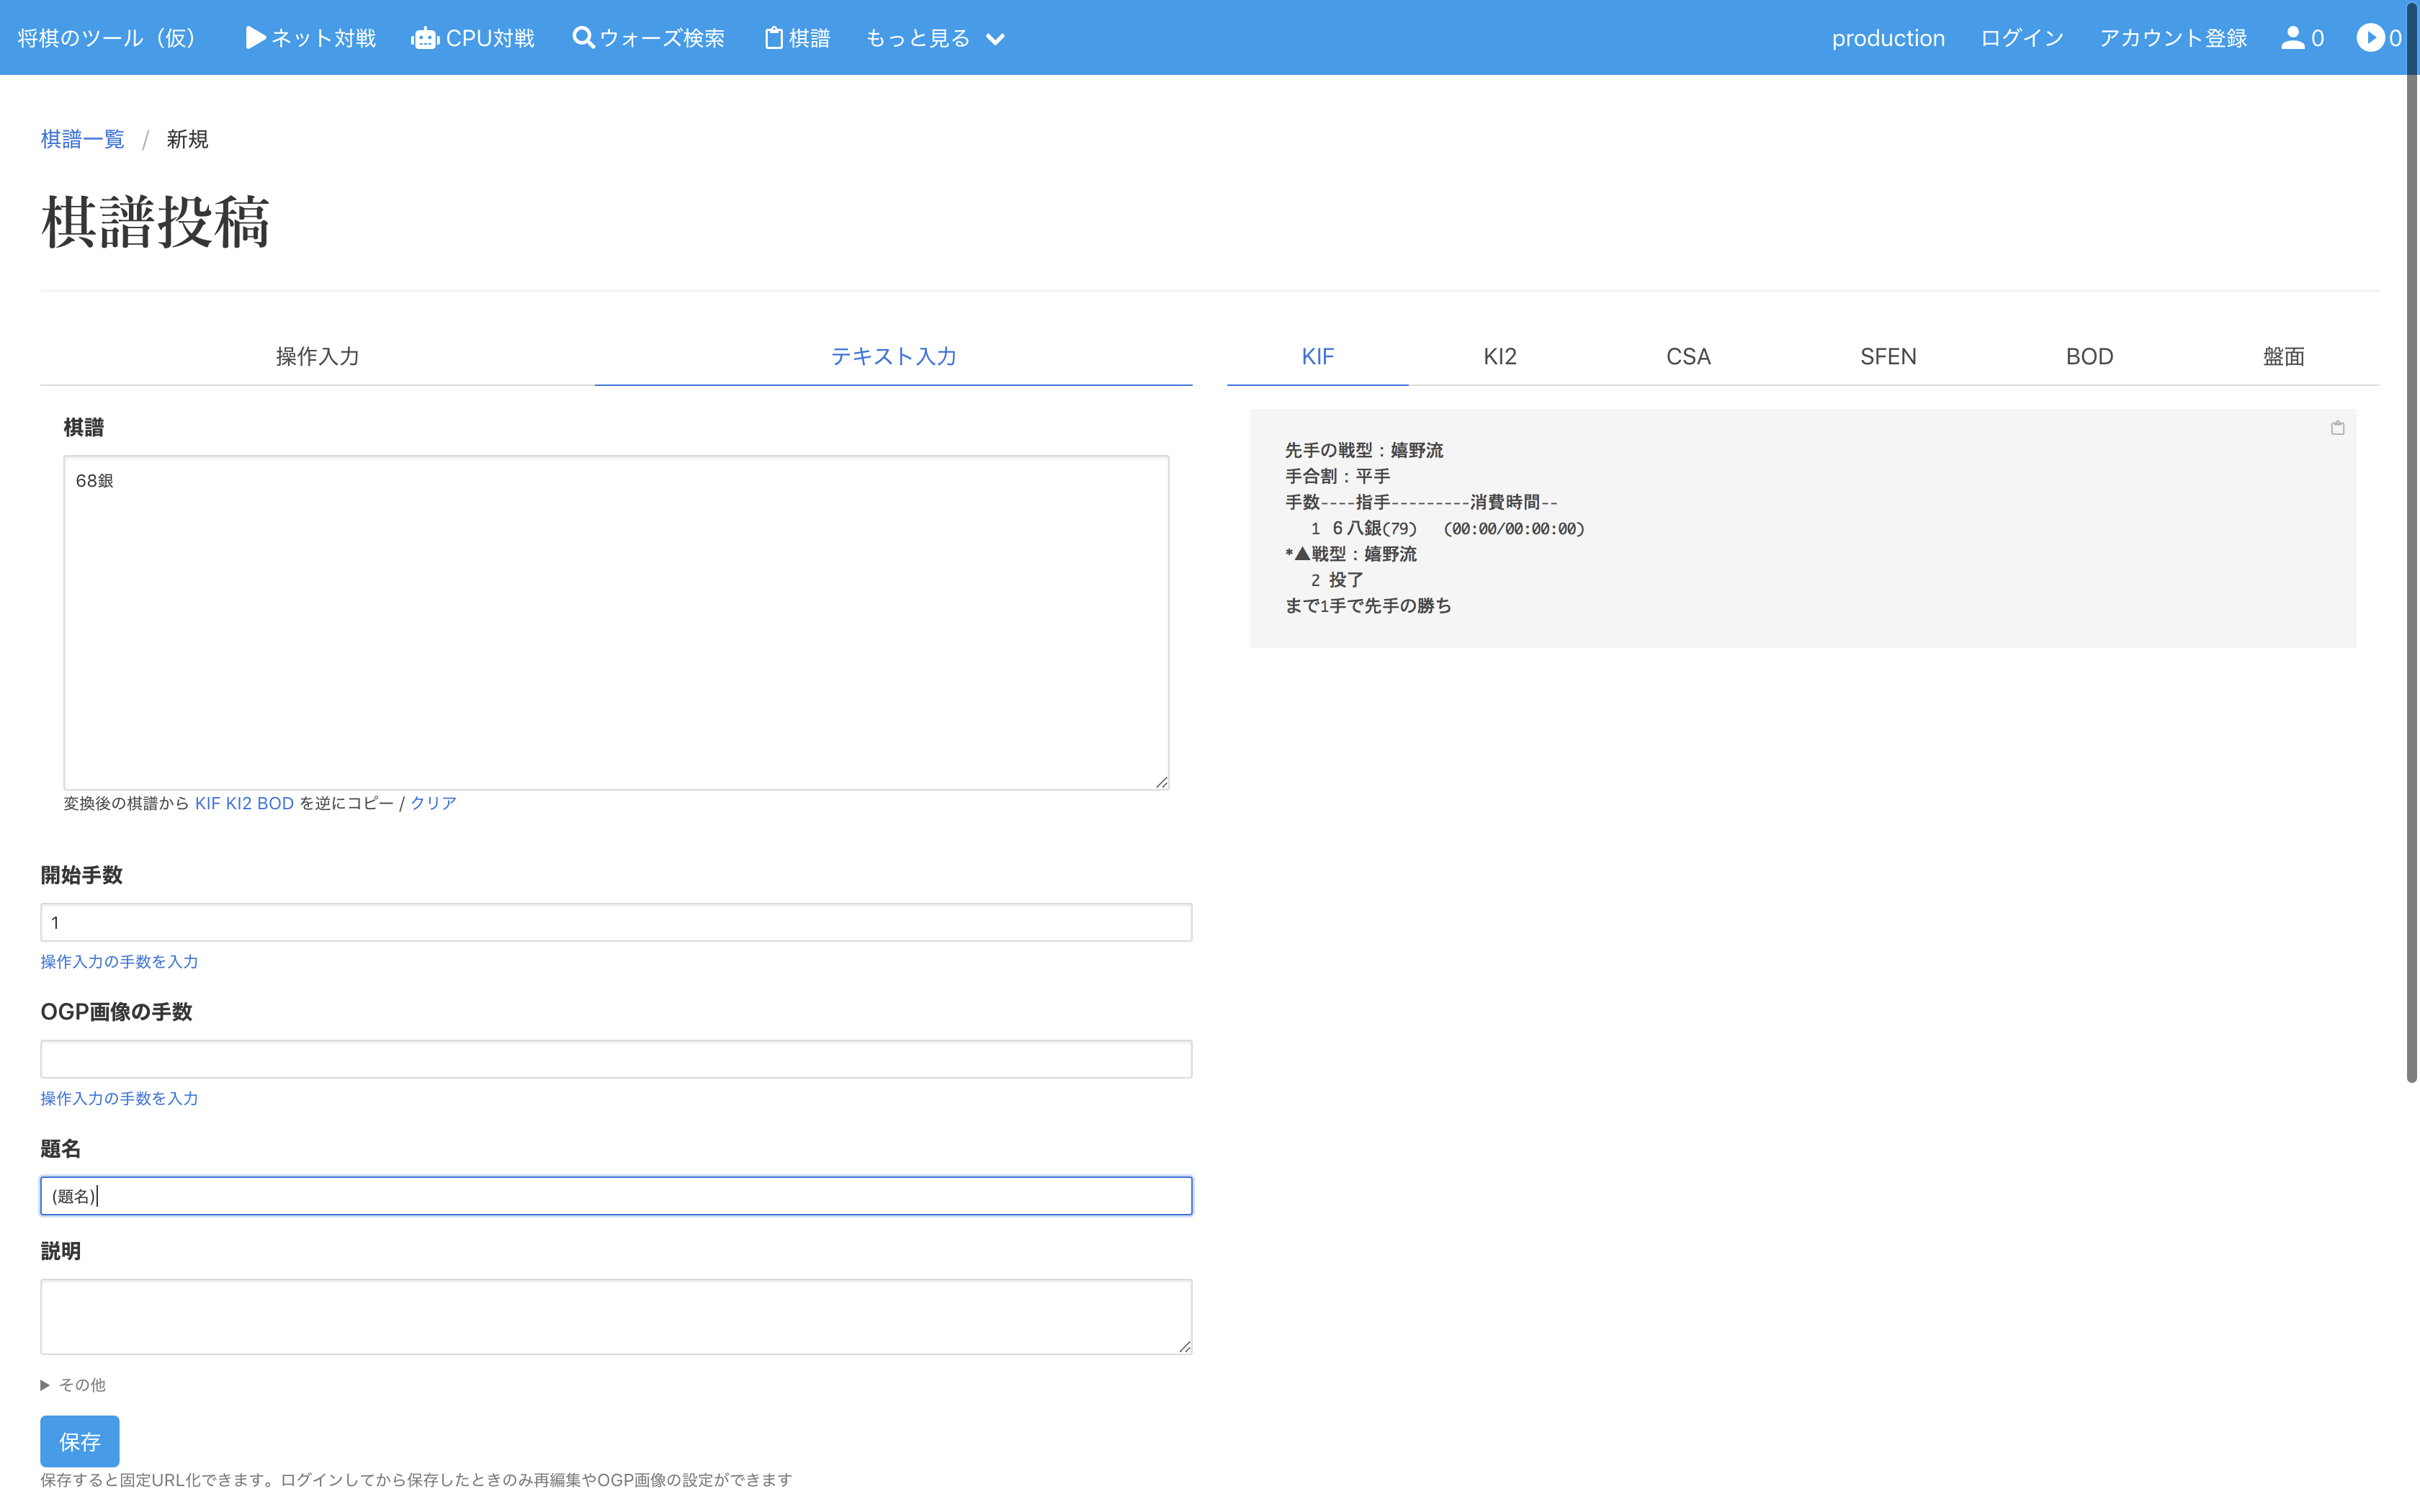 将棋のツール（仮） ネット対戦 CPU対戦 ウォーズ検索 棋譜 もっと見る production ログイン アカウント登録 0 0
棋譜一覧 / 新規
棋譜投稿
操作入力 テキスト入力
棋譜
68銀
変換後の棋譜から KIF KI2 BOD を逆にコピー / クリア
開始手数
1
操作入力の手数を入力
OGP画像の手数
操作入力の手数を入力
題名
(題名)
説明
その他
保存
保存すると固定URL化できます。ログインしてから保存したときのみ再編集やOGP画像の設定ができます
KIF KI2 CSA SFEN BOD 盤面
先手の戦型：嬉野流
手合割：平手
手数----指手---------消費時間--
1 ６八銀(79) (00:00/00:00:00)
*▲戦型：嬉野流
2 投了
まで1手で先手の勝ち